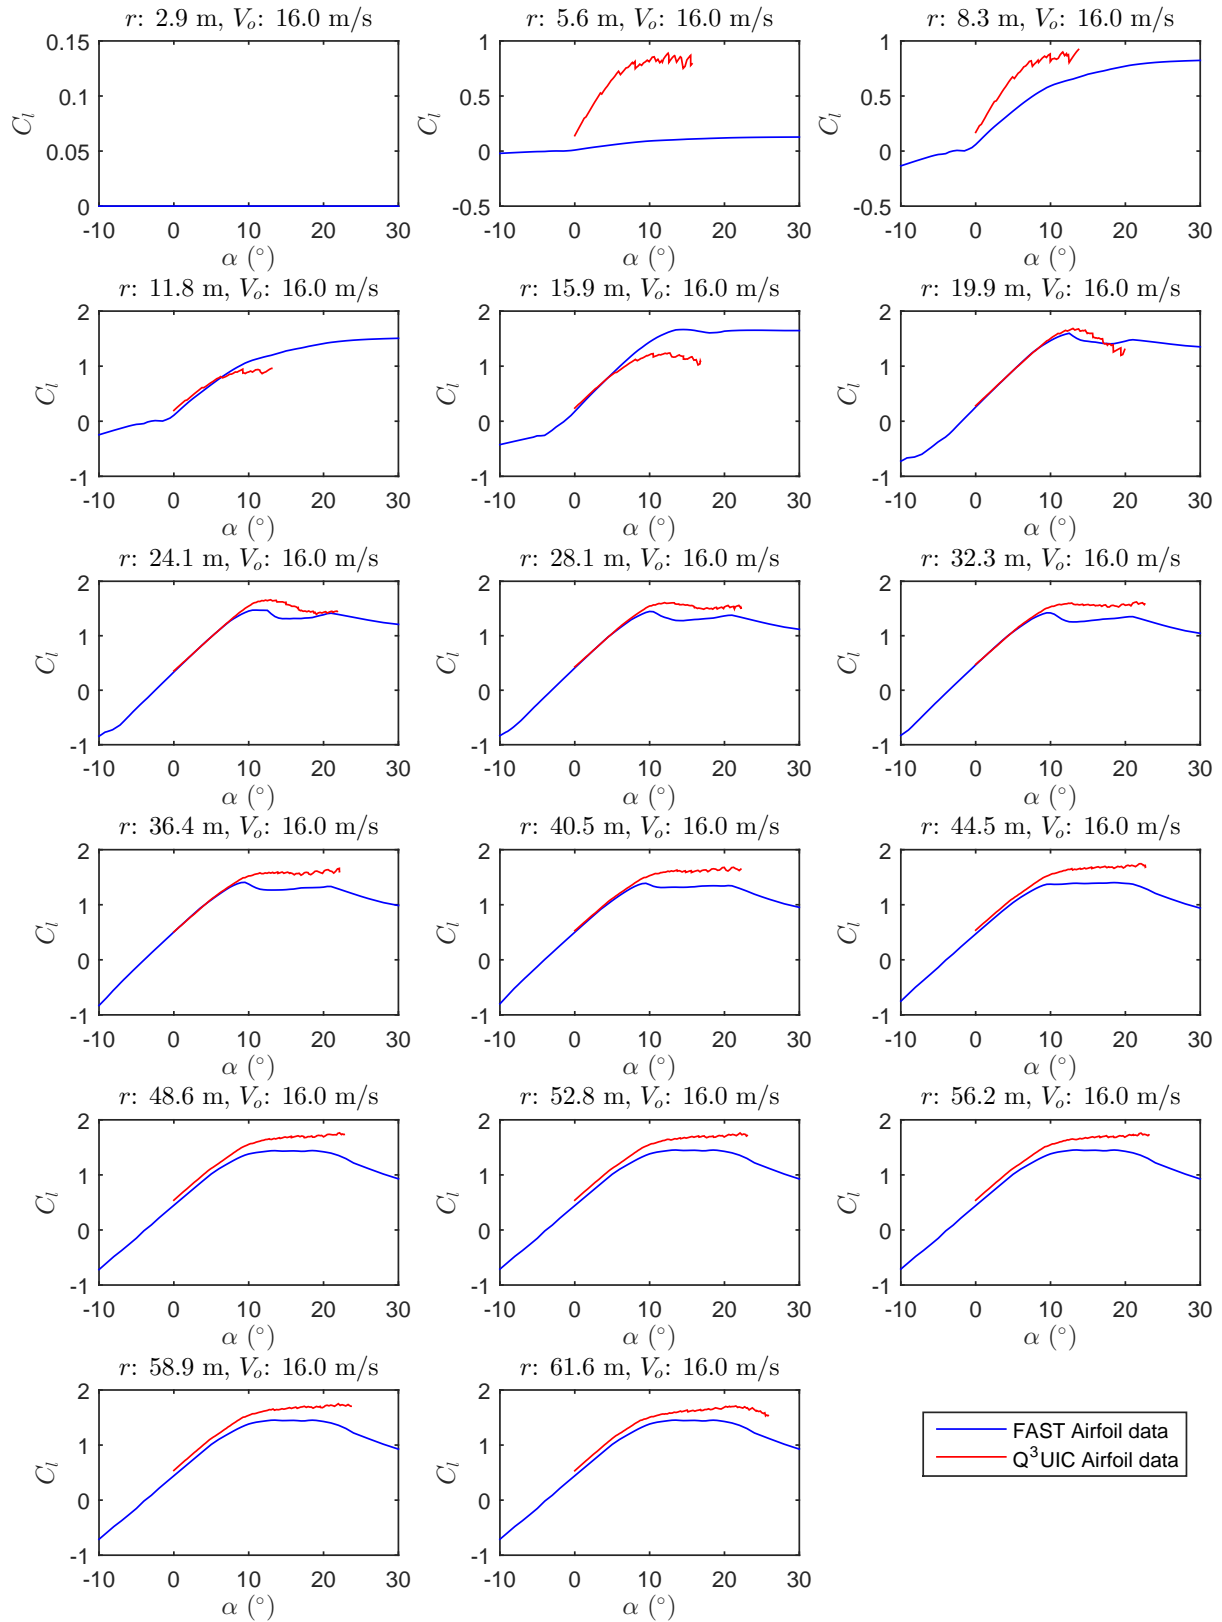 r: 2.9 m, Vₒ: 16.0 m/s
r: 5.6 m, Vₒ: 16.0 m/s
r: 8.3 m, Vₒ: 16.0 m/s
0.15
0.1
0.05
0
Cₗ
-10 0 10 20 30
α (°)
1
0.5
0
-0.5
Cₗ
-10 0 10 20 30
α (°)
1
0.5
0
-0.5
Cₗ
-10 0 10 20 30
α (°)
r: 11.8 m, Vₒ: 16.0 m/s
r: 15.9 m, Vₒ: 16.0 m/s
r: 19.9 m, Vₒ: 16.0 m/s
2
1
0
-1
Cₗ
-10 0 10 20 30
α (°)
2
1
0
-1
Cₗ
-10 0 10 20 30
α (°)
2
1
0
-1
Cₗ
-10 0 10 20 30
α (°)
r: 24.1 m, Vₒ: 16.0 m/s
r: 28.1 m, Vₒ: 16.0 m/s
r: 32.3 m, Vₒ: 16.0 m/s
2
1
0
-1
Cₗ
-10 0 10 20 30
α (°)
2
1
0
-1
Cₗ
-10 0 10 20 30
α (°)
2
1
0
-1
Cₗ
-10 0 10 20 30
α (°)
r: 36.4 m, Vₒ: 16.0 m/s
r: 40.5 m, Vₒ: 16.0 m/s
r: 44.5 m, Vₒ: 16.0 m/s
2
1
0
-1
Cₗ
-10 0 10 20 30
α (°)
2
1
0
-1
Cₗ
-10 0 10 20 30
α (°)
2
1
0
-1
Cₗ
-10 0 10 20 30
α (°)
r: 48.6 m, Vₒ: 16.0 m/s
r: 52.8 m, Vₒ: 16.0 m/s
r: 56.2 m, Vₒ: 16.0 m/s
2
1
0
-1
Cₗ
-10 0 10 20 30
α (°)
2
1
0
-1
Cₗ
-10 0 10 20 30
α (°)
2
1
0
-1
Cₗ
-10 0 10 20 30
α (°)
r: 58.9 m, Vₒ: 16.0 m/s
r: 61.6 m, Vₒ: 16.0 m/s
2
1
0
-1
Cₗ
-10 0 10 20 30
α (°)
2
1
0
-1
Cₗ
-10 0 10 20 30
α (°)
FAST Airfoil data
Q³UIC Airfoil data